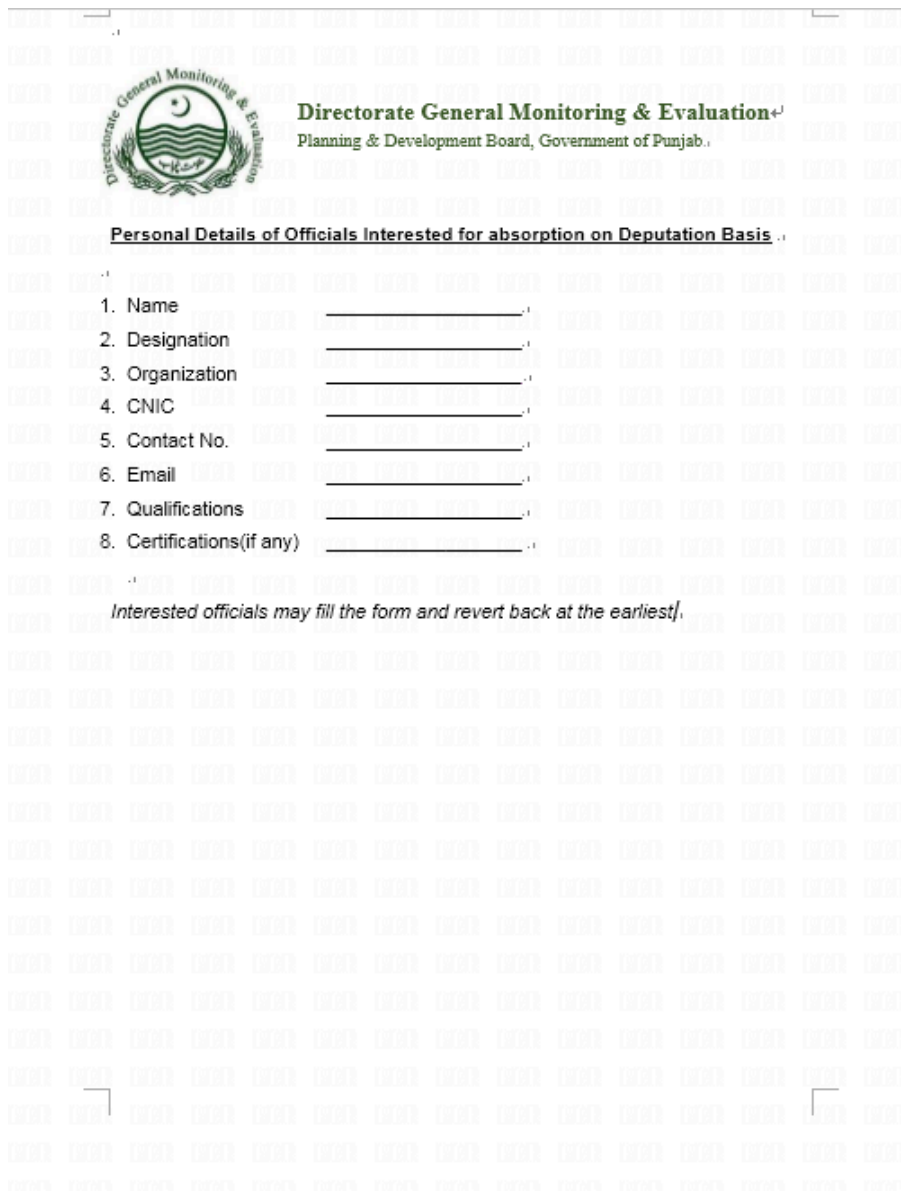 Directorate General Monitoring & Evaluation
Directorate General Monitoring & Evaluation
Planning & Development Board, Government of Punjab.
Personal Details of Officials Interested for absorption on Deputation Basis
1. Name
2. Designation
3. Organization
4. CNIC
5. Contact No.
6. Email
7. Qualifications
8. Certifications(if any)
Interested officials may fill the form and revert back at the earliest.